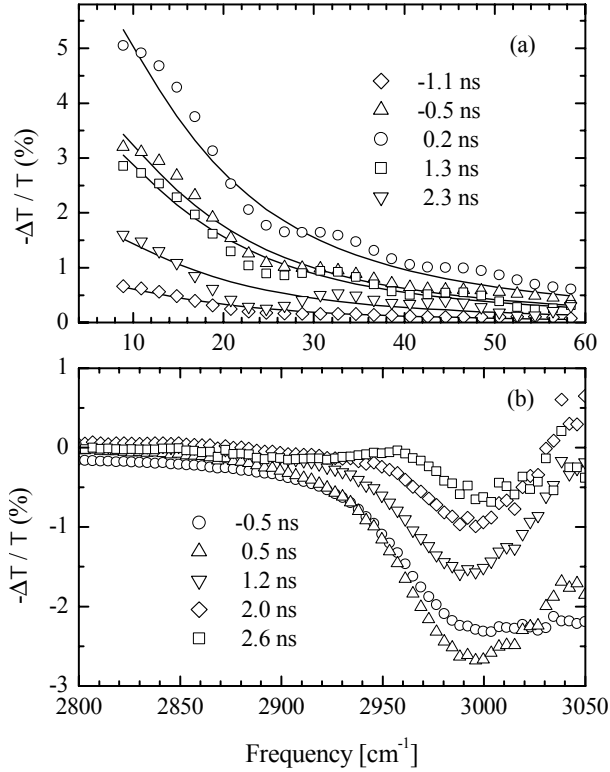 (a)
-1.1 ns
-0.5 ns
0.2 ns
1.3 ns
2.3 ns
-ΔT / T (%)
5
4
3
2
1
0
10 20 30 40 50 60
(b)
-0.5 ns
0.5 ns
1.2 ns
2.0 ns
2.6 ns
-ΔT / T (%)
1
0
-1
-2
-3
2800 2850 2900 2950 3000 3050
Frequency [cm⁻¹]